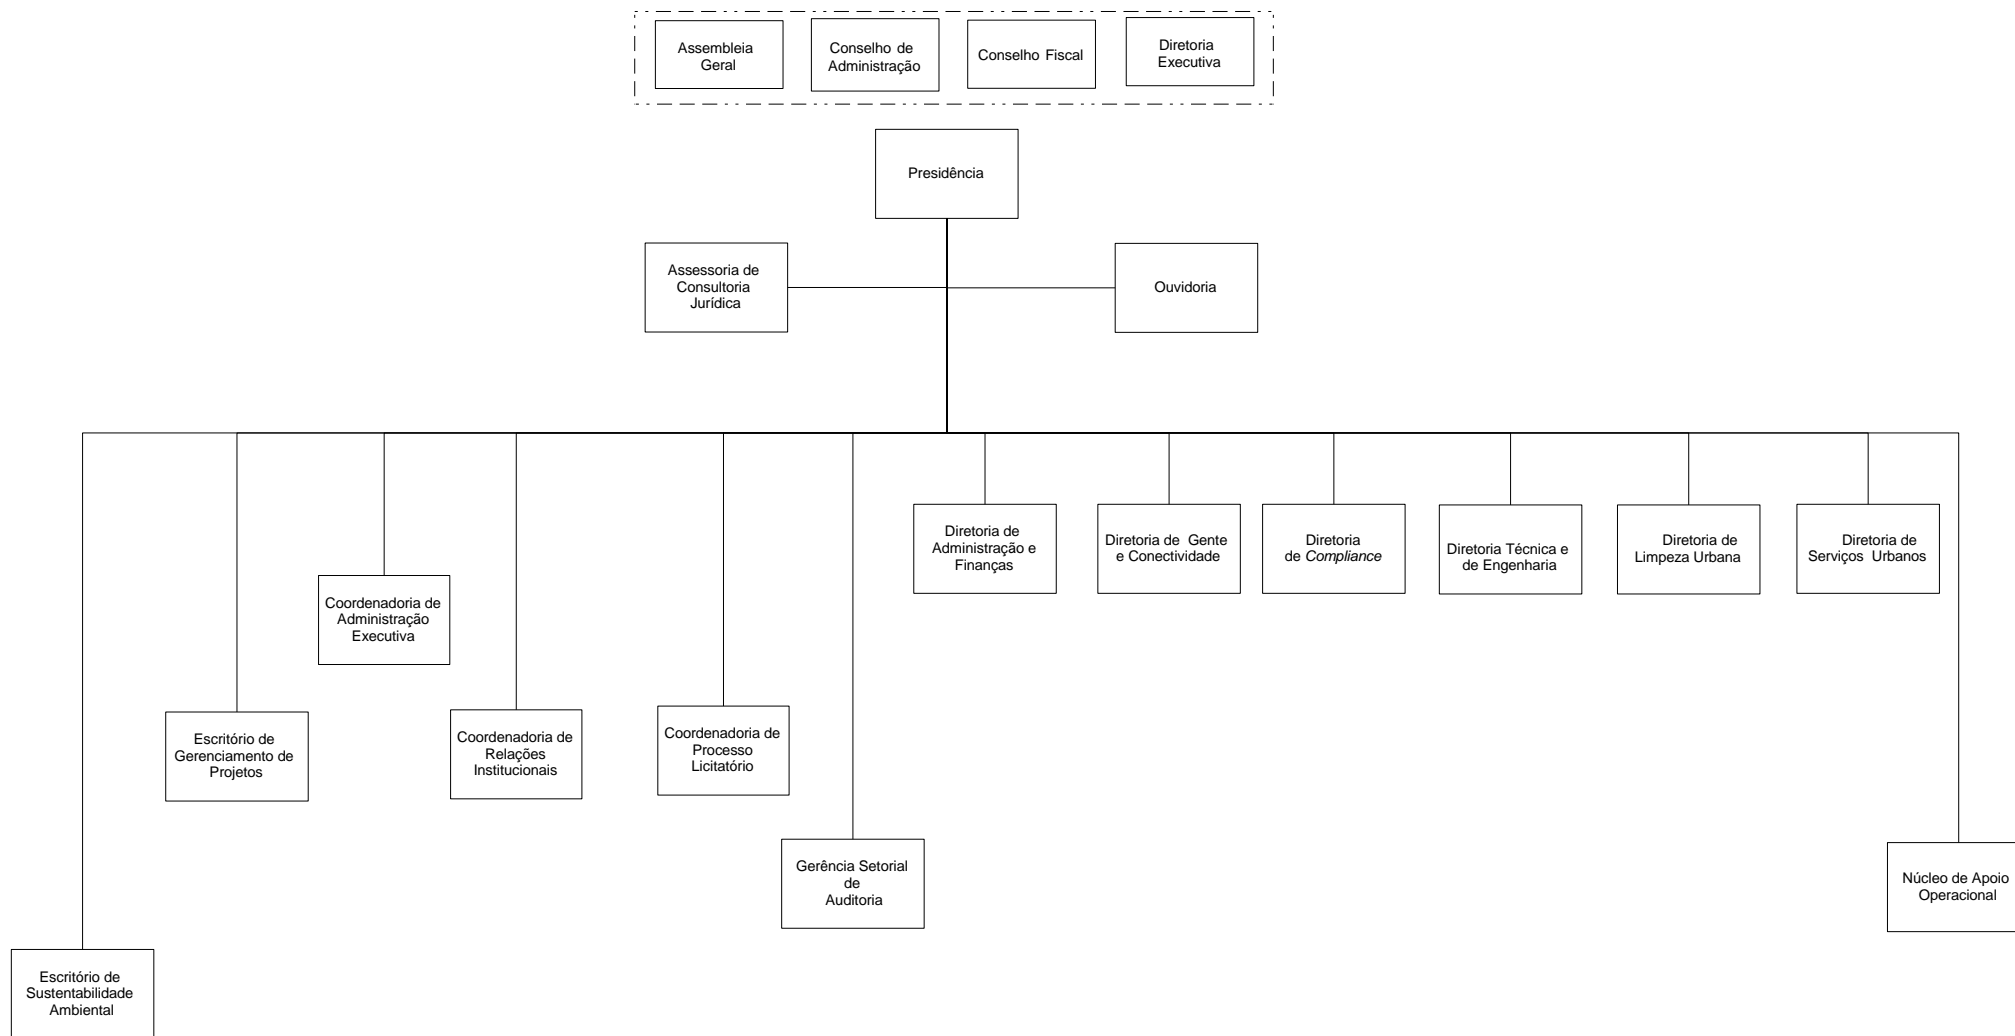 Assembleia
Geral
Conselho de
Administração
Conselho Fiscal
Diretoria
Executiva
Presidência
Assessoria de
Consultoria
Jurídica
Ouvidoria
Diretoria de
Administração e
Finanças
Diretoria de Gente
e Conectividade
Diretoria
de Compliance
Diretoria Técnica e
de Engenharia
Diretoria de
Limpeza Urbana
Diretoria de
Serviços Urbanos
Coordenadoria de
Administração
Executiva
Escritório de
Gerenciamento de
Projetos
Coordenadoria de
Relações
Institucionais
Coordenadoria de
Processo
Licitatório
Gerência Setorial
de
Auditoria
Núcleo de Apoio
Operacional
Escritório de
Sustentabilidade
Ambiental